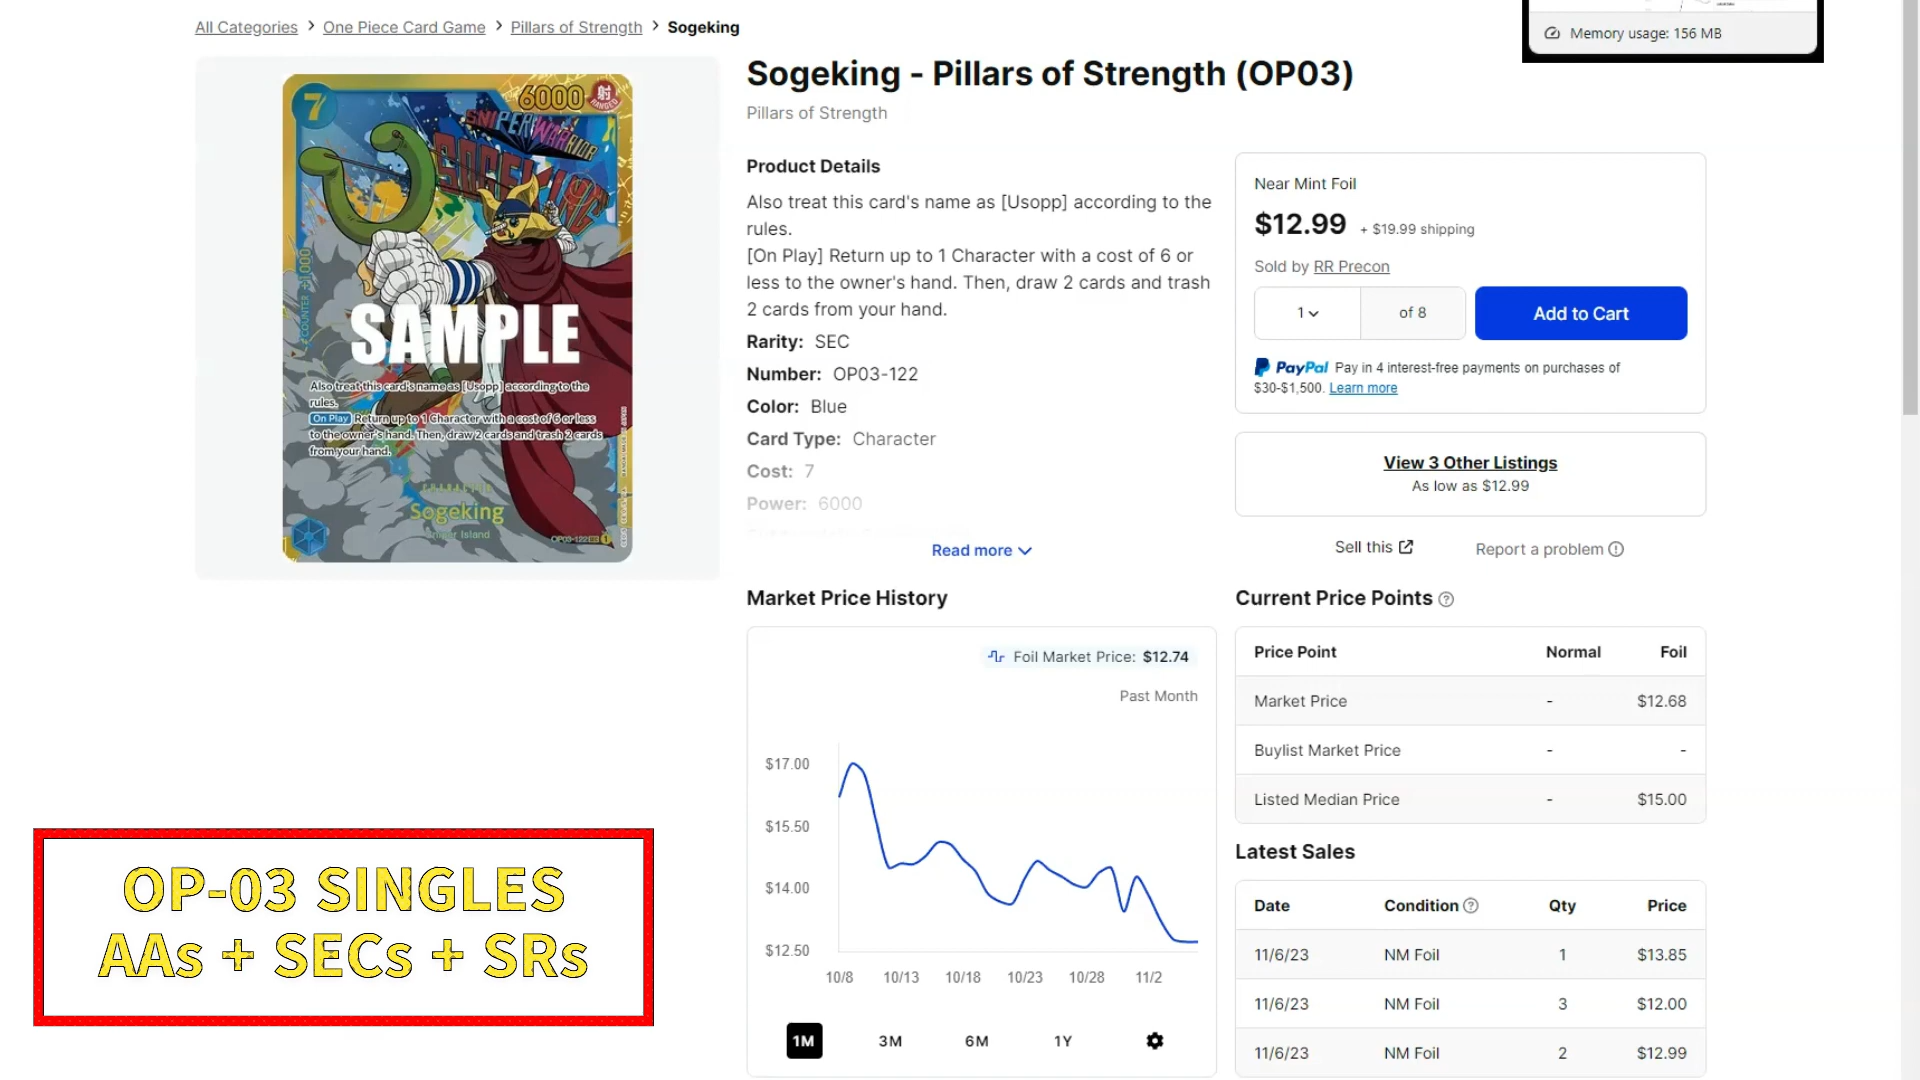 All Categories > One Piece Card Game > Pillars of Strength > Sogeking
Memory usage: 156 MB
7
6000
射
RANGED
SNIPER WARRIOR
SOGEKING
COUNTER +1000
SAMPLE
Also treat this card's name as [Usopp] according to the
rules.
On Play Return up to 1 Character with a cost of 6 or less
to the owner's hand. Then, draw 2 cards and trash 2 cards
from your hand.
CHARACTER
Sogeking
Sniper Island
OP03-122 SEC 1
Sogeking - Pillars of Strength (OP03)
Pillars of Strength
Product Details
Also treat this card's name as [Usopp] according to the
rules.
[On Play] Return up to 1 Character with a cost of 6 or
less to the owner's hand. Then, draw 2 cards and trash
2 cards from your hand.
Rarity: SEC
Number: OP03-122
Color: Blue
Card Type: Character
Cost: 7
Power: 6000
Read more
Near Mint Foil
$12.99 + $19.99 shipping
Sold by RR Precon
1 of 8
Add to Cart
PayPal Pay in 4 interest-free payments on purchases of
$30-$1,500. Learn more
View 3 Other Listings
As low as $12.99
Sell this
Report a problem
Market Price History
Foil Market Price: $12.74
Past Month
$17.00
$15.50
$14.00
$12.50
10/8 10/13 10/18 10/23 10/28 11/2
1M 3M 6M 1Y
Current Price Points
Price Point Normal Foil
Market Price - $12.68
Buylist Market Price - -
Listed Median Price - $15.00
Latest Sales
Date Condition Qty Price
11/6/23 NM Foil 1 $13.85
11/6/23 NM Foil 3 $12.00
11/6/23 NM Foil 2 $12.99
OP-03 SINGLES
AAs + SECs + SRs